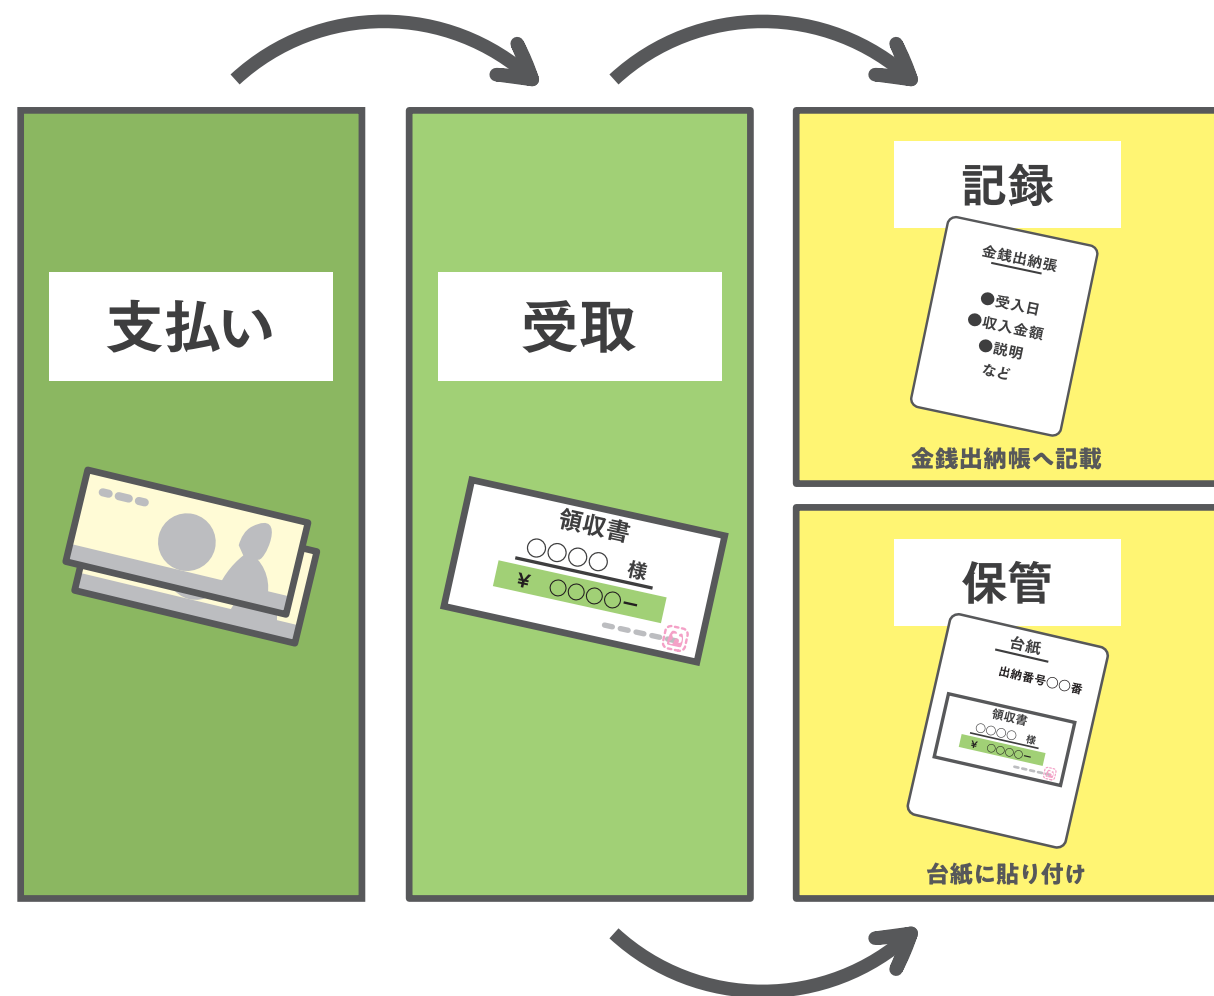 支払い
受取
領収書
○○○○ 様
¥ ○○○○ー
記録
金銭出納張
●受入日
●収入金額
●説明
など
金銭出納帳へ記載
保管
台紙
出納番号○○番
領収書
○○○○ 様
¥ ○○○○ー
台紙に貼り付け